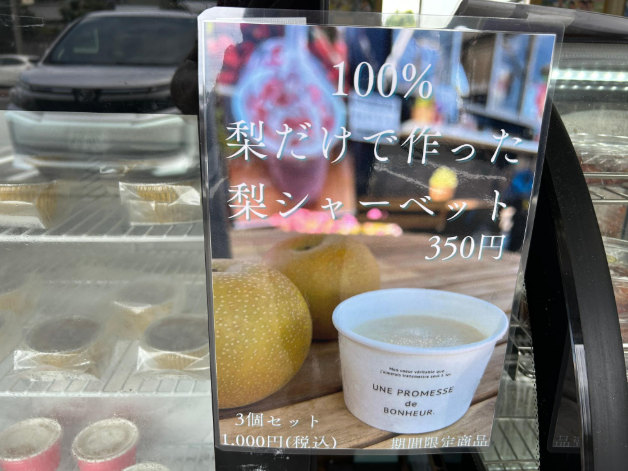 100%
梨だけで作った
梨シャーベット
350円
UNE PROMESSE
de
BONHEUR.
3個セット
1,000円(税込)
期間限定商品